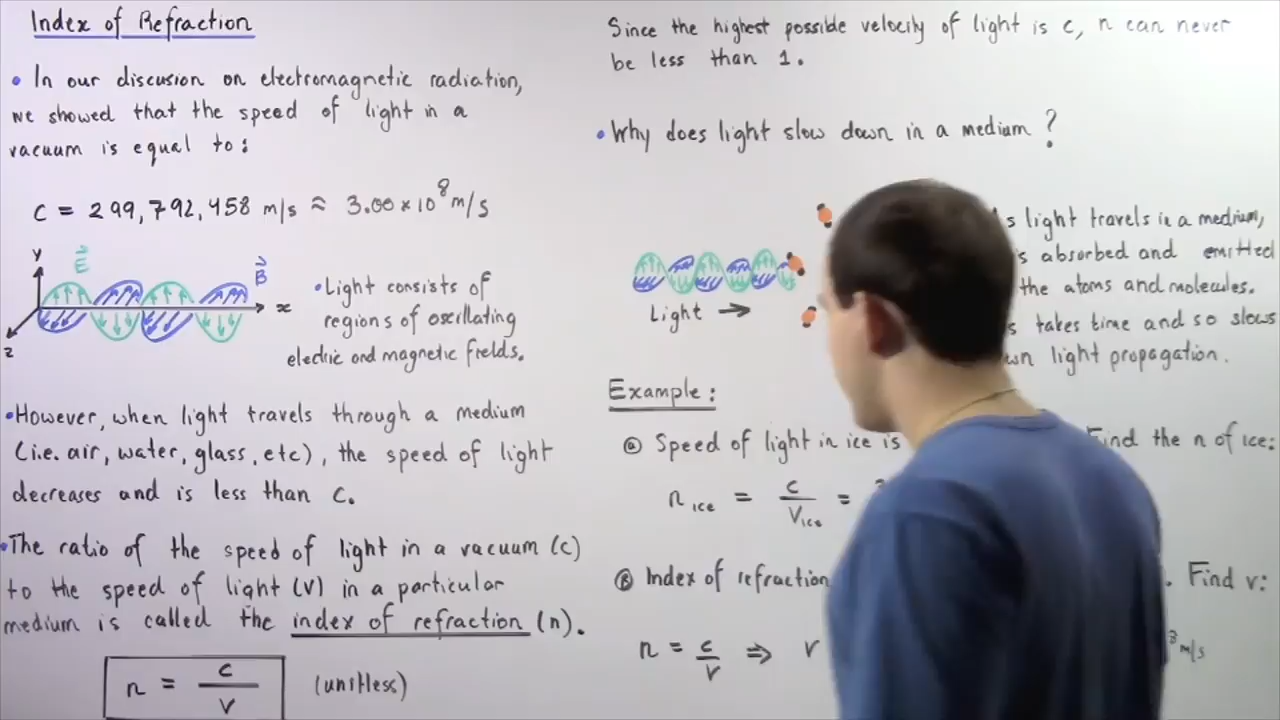 Index of Refraction
• In our discusion on electromagnetic radiation,
we showed that the speed of light in a
vacuum is equal to:
c = 299,792,458 m/s ≈ 3.00×10⁸ m/s
y
E
B
x
z
• Light consists of
regions of oscillating
electric and magnetic fields.
• However, when light travels through a medium
(i.e. air, water, glass, etc), the speed of light
decreases and is less than c.
• The ratio of the speed of light in a vacuum (c)
to the speed of light (v) in a particular
medium is called the index of refraction (n).
n = c/v (unitless)
Since the highest possible velocity of light is c, n can never
be less than 1.
• Why does light slow down in a medium?
Light →
light travels in a medium,
absorbed and emitted
the atoms and molecules.
takes time and so slows
light propagation.
Example:
Ⓐ Speed of light in ice is Find the n of ice:
n ice = c/v ice =
Ⓑ Index of refraction Find v:
n = c/v ⇒ v m/s